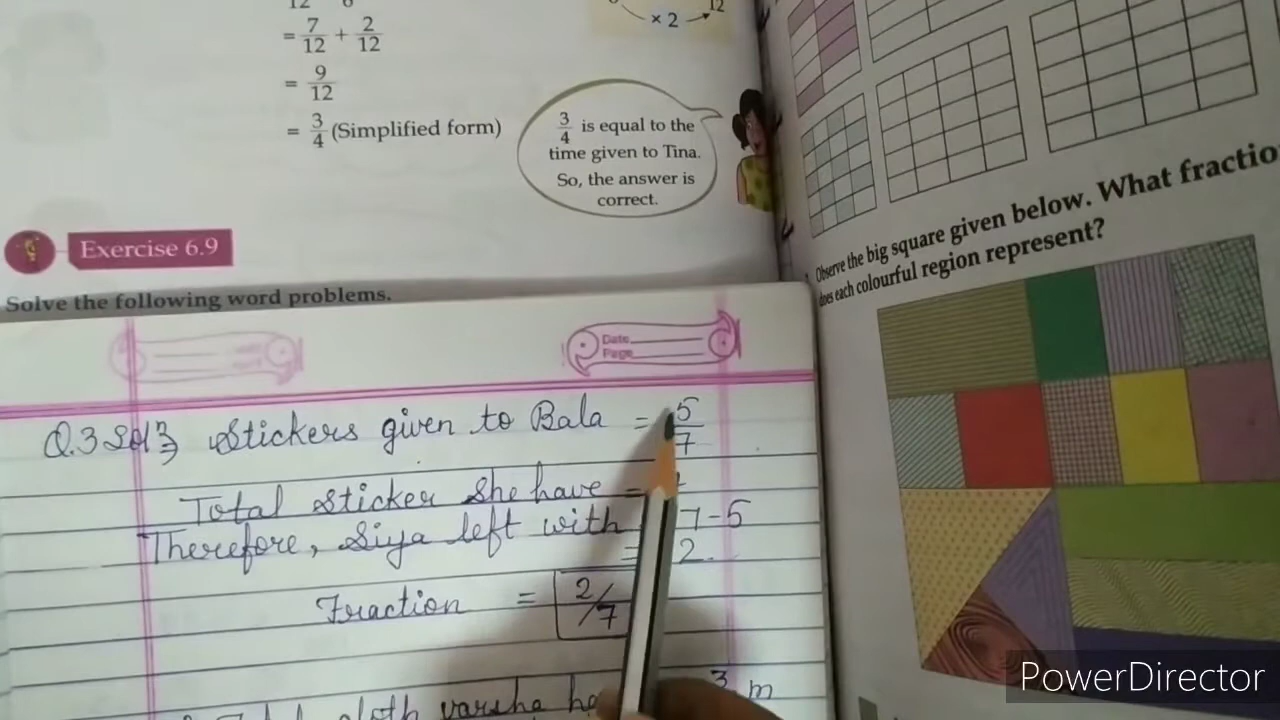 = 7/12 + 2/12
= 9/12
= 3/4 (Simplified form)
× 2
12
3/4 is equal to the
time given to Tina.
So, the answer is
correct.
Exercise 6.9
Solve the following word problems.
Observe the big square given below. What fractio
does each colourful region represent?
Date
Page
Q.3 Stickers given to Bala = 5/7
Total sticker she have =
Therefore, Siya left with 7-5
= 2
Fraction = 2/7
cloth varsha ha
3 m
PowerDirector